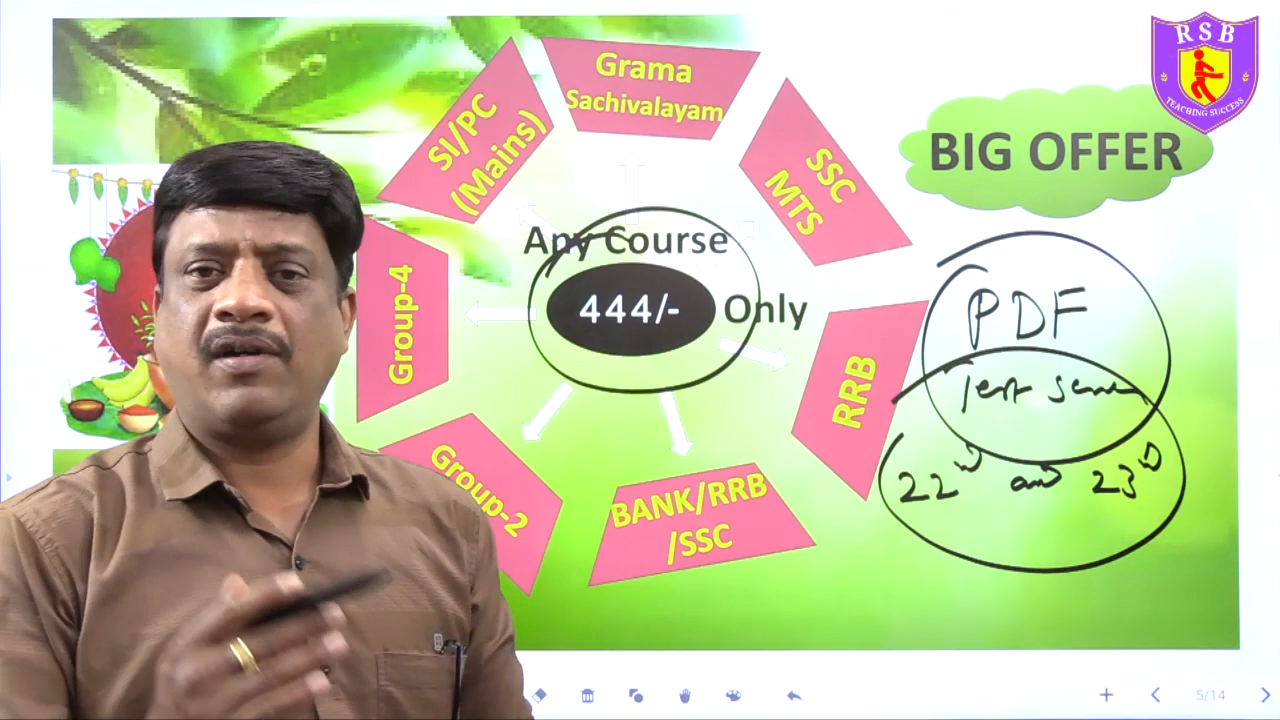 RSB
TEACHING SUCCESS
BIG OFFER
Grama
Sachivalayam
SI/PC
(Mains)
SSC
MTS
Any Course
444/- Only
Group-4
RRB
Group-2
BANK/RRB
/SSC
PDF
Test
22nd and 23rd
5/14